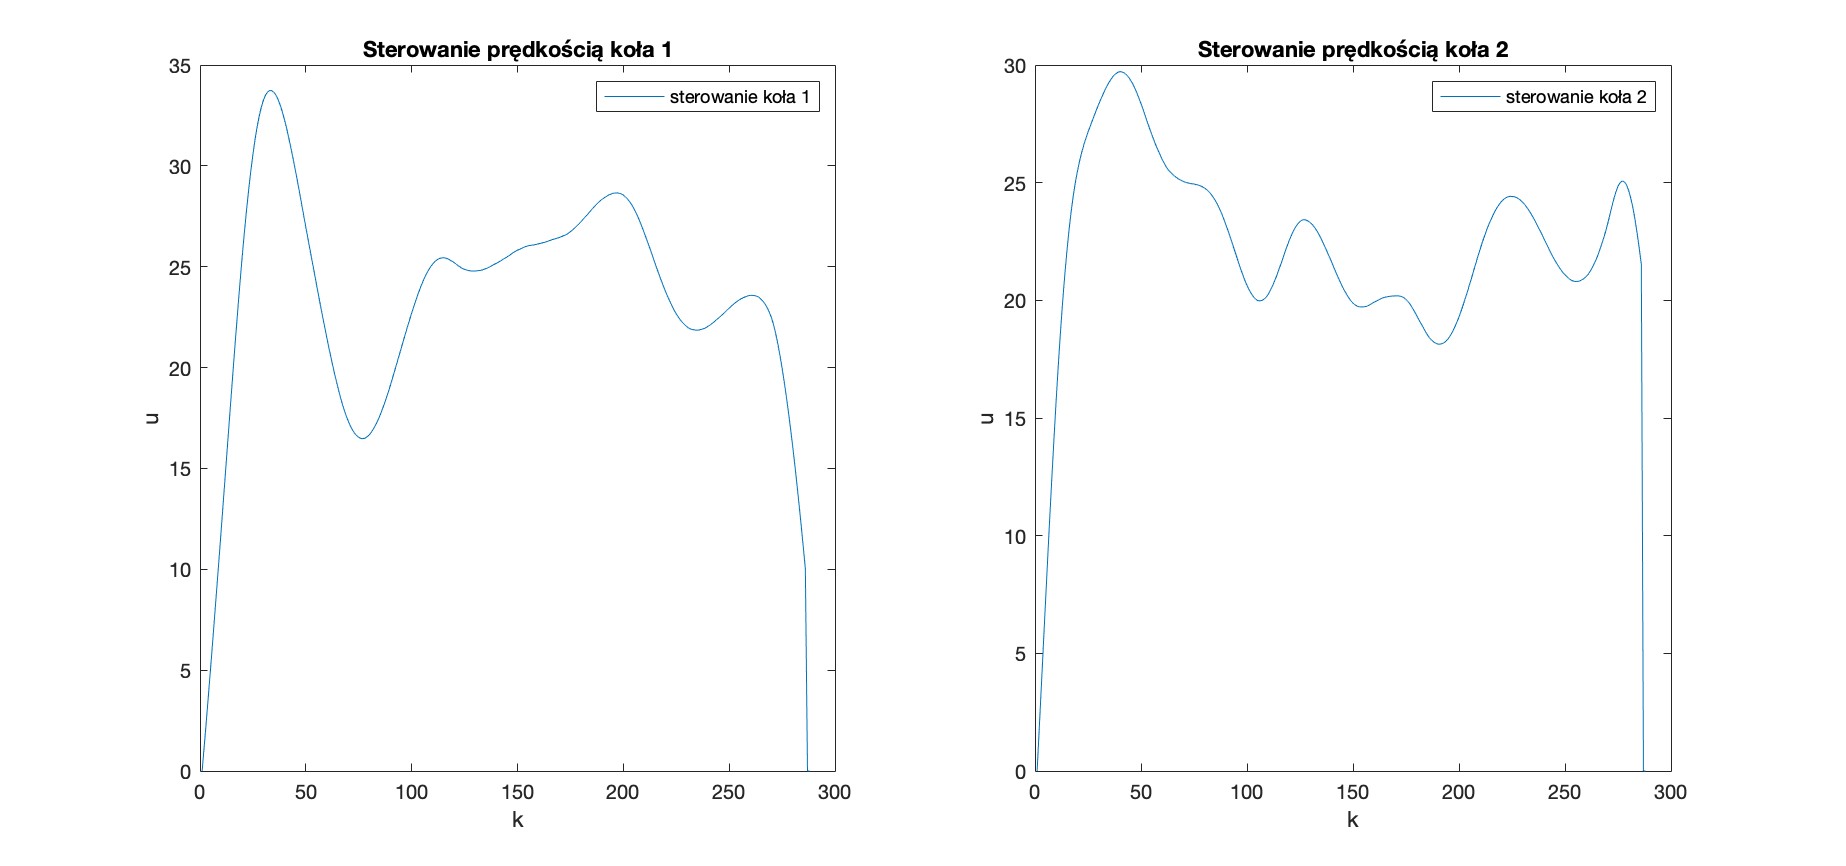 Sterowanie prędkością koła 1
sterowanie koła 1
35
30
25
20
15
10
5
0
u
0 50 100 150 200 250 300
k
Sterowanie prędkością koła 2
sterowanie koła 2
30
25
20
15
10
5
0
u
0 50 100 150 200 250 300
k